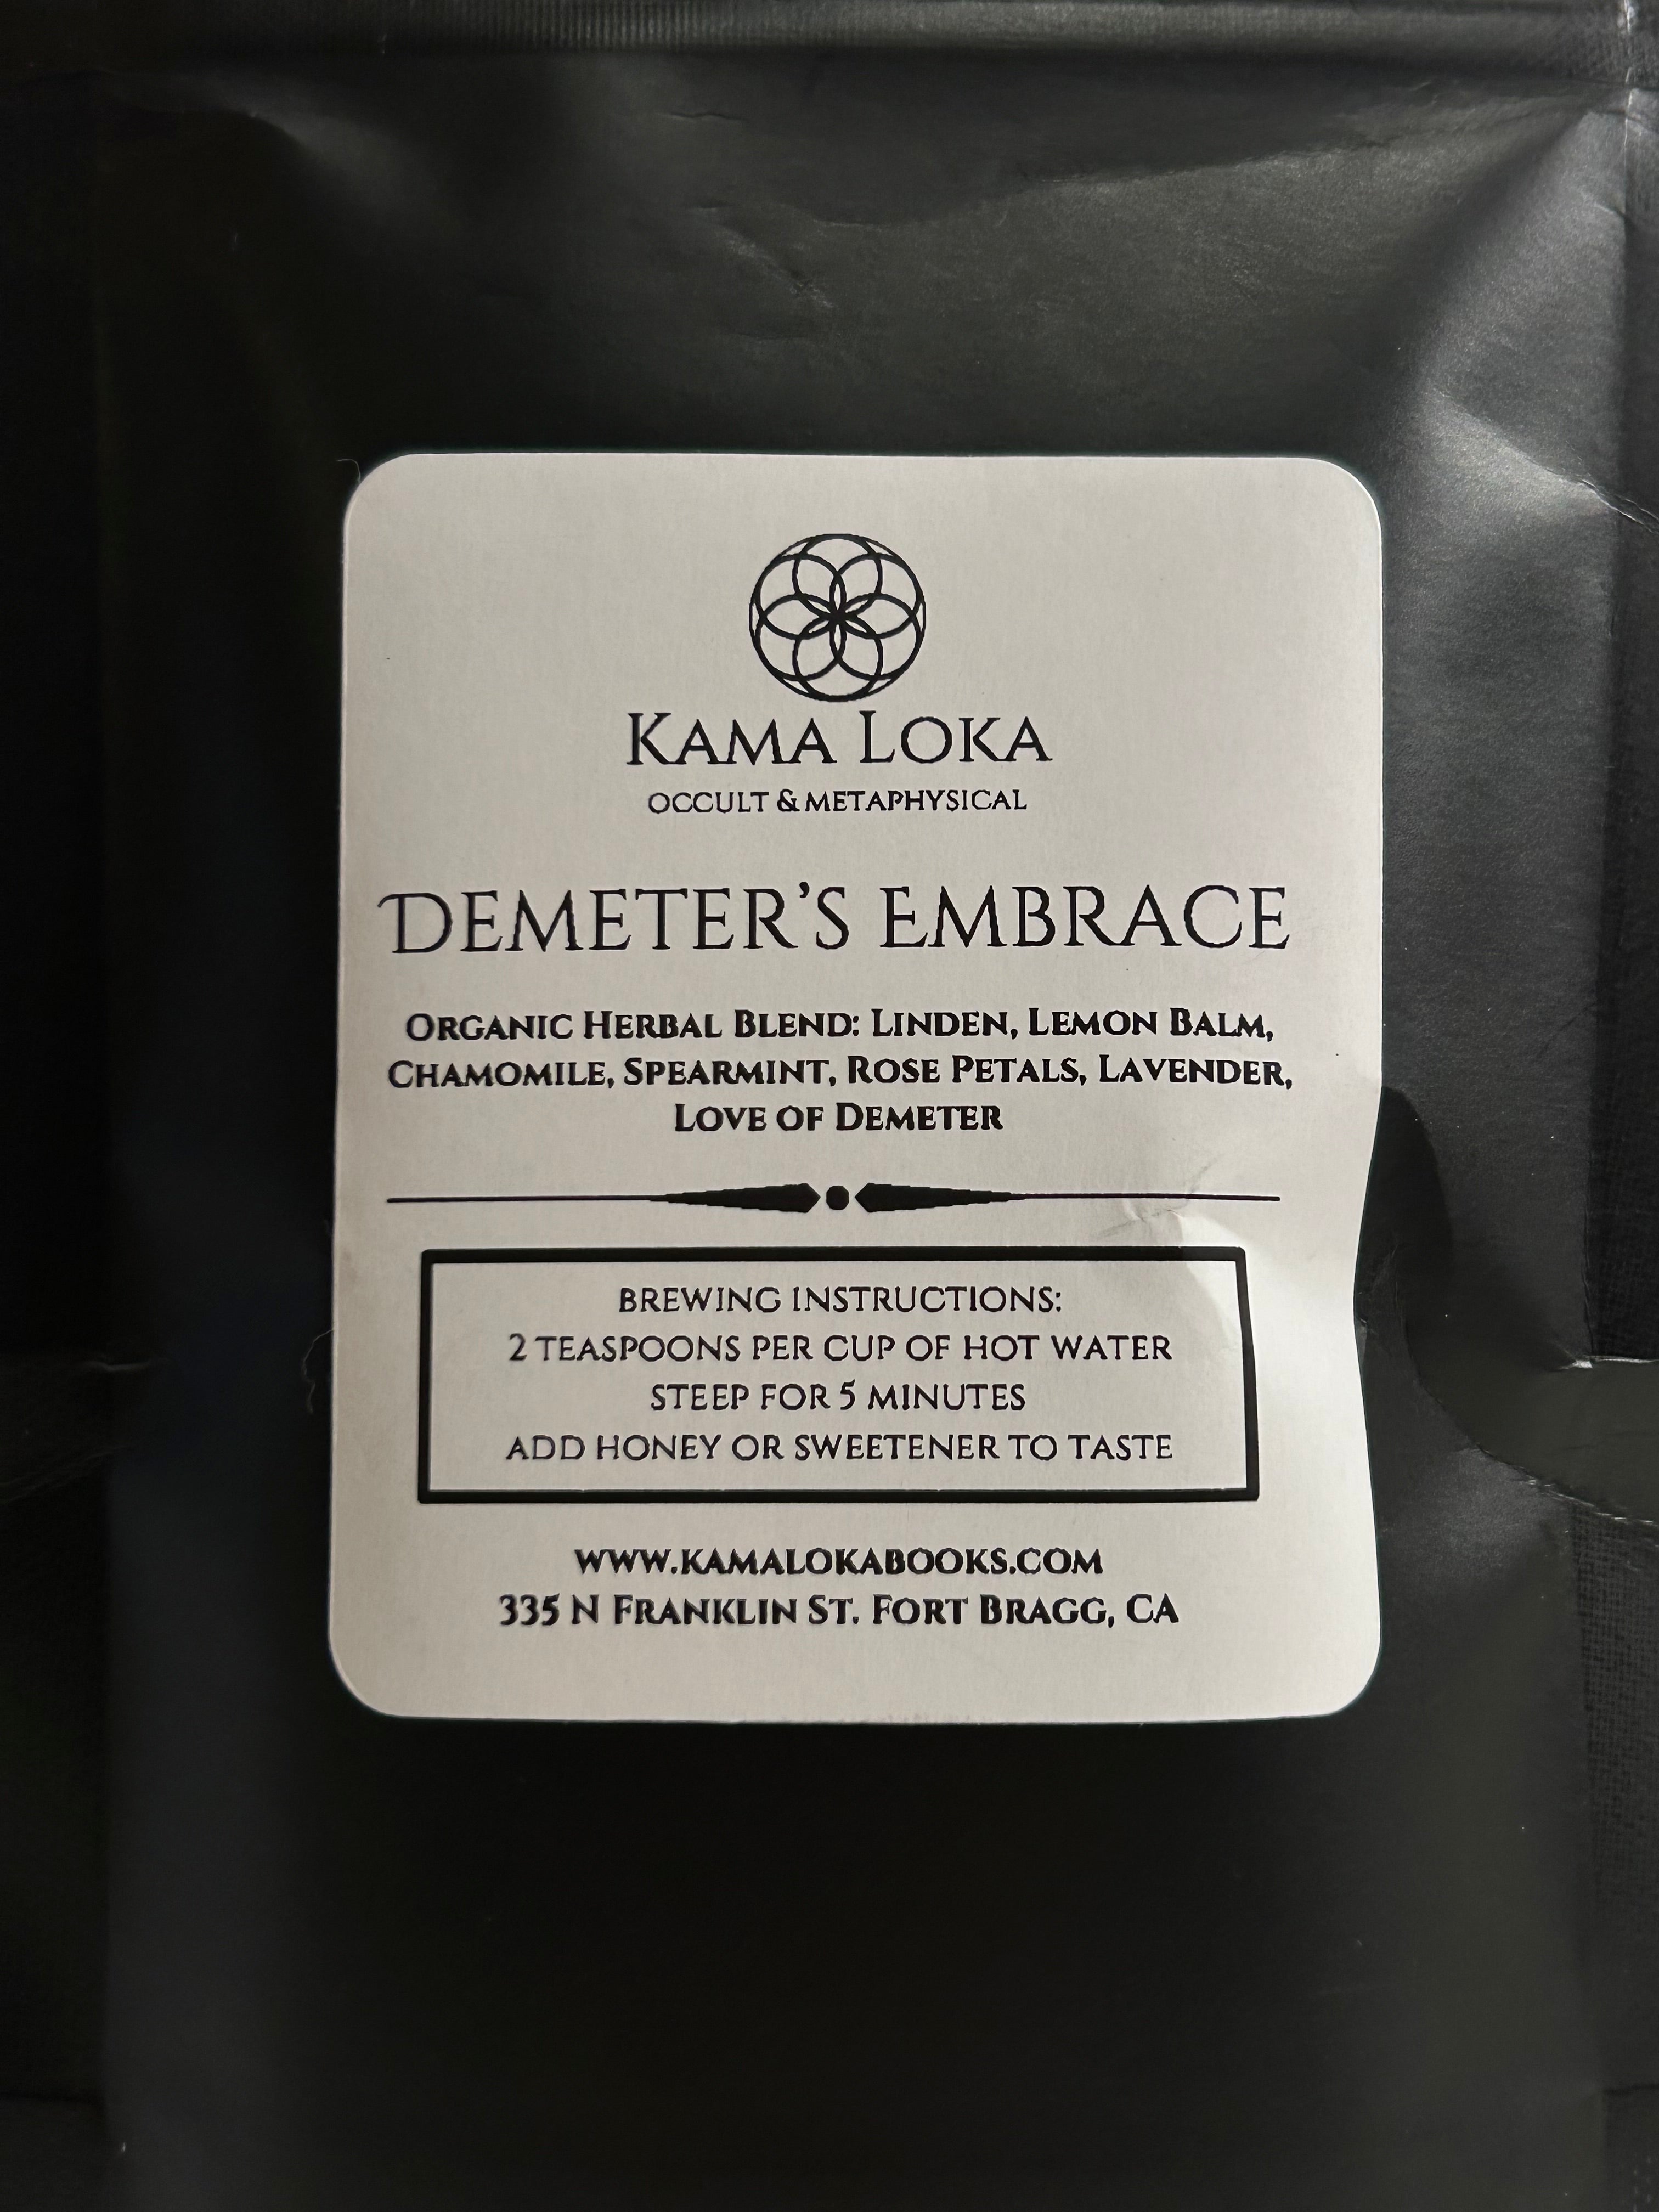 KAMA LOKA
OCCULT & METAPHYSICAL
DEMETER'S EMBRACE
ORGANIC HERBAL BLEND: LINDEN, LEMON BALM,
CHAMOMILE, SPEARMINT, ROSE PETALS, LAVENDER,
LOVE OF DEMETER
BREWING INSTRUCTIONS:
2 TEASPOONS PER CUP OF HOT WATER
STEEP FOR 5 MINUTES
ADD HONEY OR SWEETENER TO TASTE
WWW.KAMALOKABOOKS.COM
335 N FRANKLIN ST. FORT BRAGG, CA